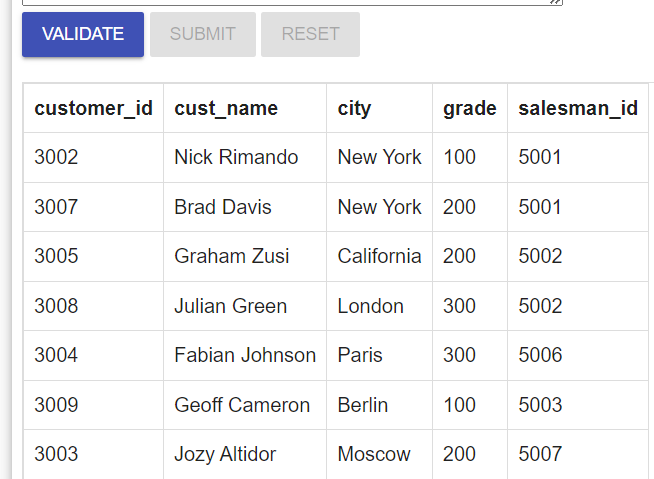 VALIDATE SUBMIT RESET
customer_id cust_name city grade salesman_id
3002 Nick Rimando New York 100 5001
3007 Brad Davis New York 200 5001
3005 Graham Zusi California 200 5002
3008 Julian Green London 300 5002
3004 Fabian Johnson Paris 300 5006
3009 Geoff Cameron Berlin 100 5003
3003 Jozy Altidor Moscow 200 5007